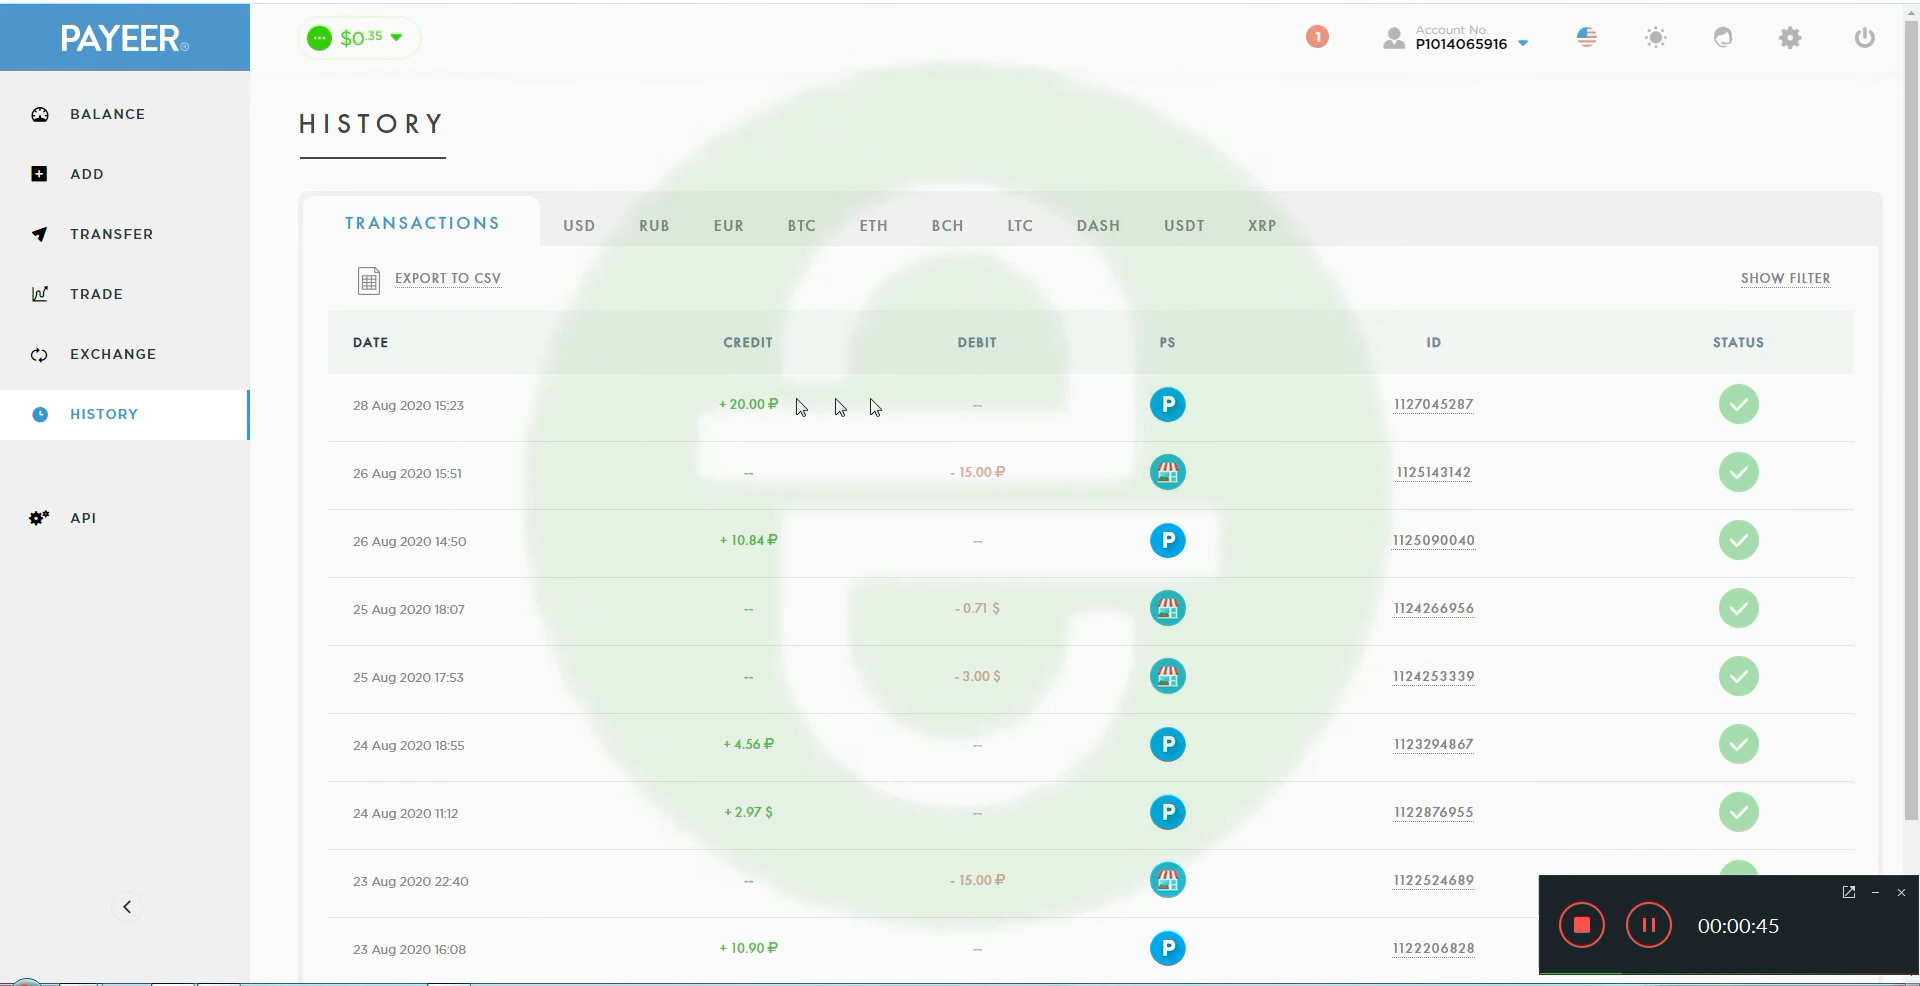 PAYEER®
$0.35
1
Account No.
P1014065916
BALANCE
ADD
TRANSFER
TRADE
EXCHANGE
HISTORY
API
HISTORY
TRANSACTIONS USD RUB EUR BTC ETH BCH LTC DASH USDT XRP
EXPORT TO CSV SHOW FILTER
DATE CREDIT DEBIT PS ID STATUS
28 Aug 2020 15:23 + 20.00 ₽ -- P 1127045287
26 Aug 2020 15:51 -- - 15.00 ₽ 1125143142
26 Aug 2020 14:50 + 10.84 ₽ -- P 1125090040
25 Aug 2020 18:07 -- - 0.71 $ 1124266956
25 Aug 2020 17:53 -- - 3.00 $ 1124253339
24 Aug 2020 18:55 + 4.56 ₽ -- P 1123294867
24 Aug 2020 11:12 + 2.97 $ -- P 1122876955
23 Aug 2020 22:40 -- - 15.00 ₽ 1122524689
23 Aug 2020 16:08 + 10.90 ₽ -- P 1122206828
00:00:45